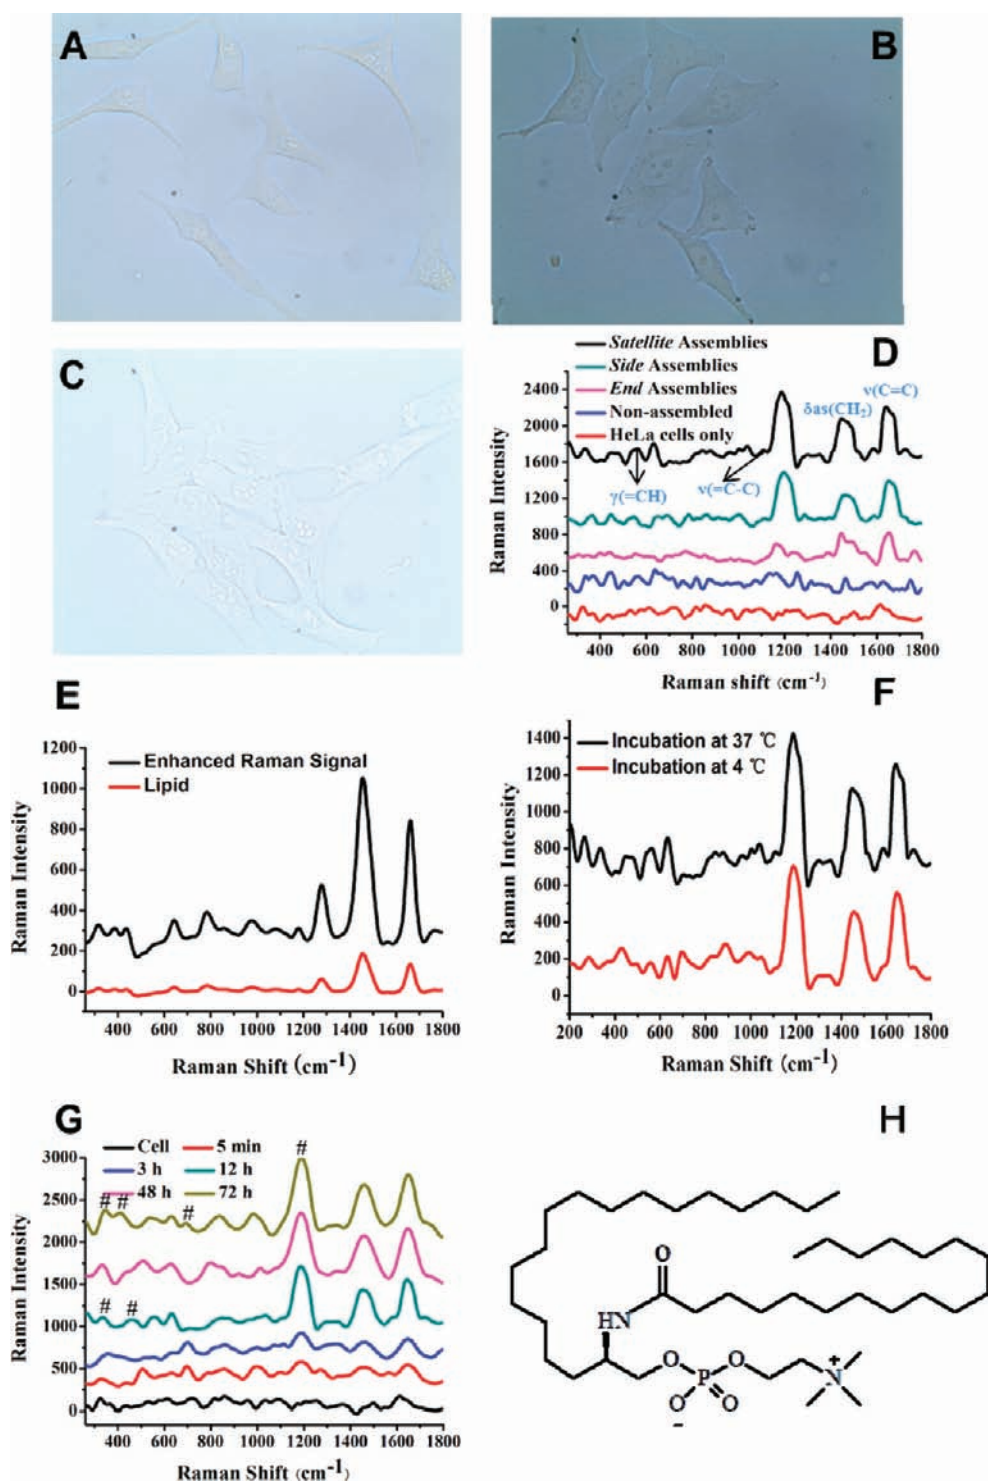 A
B
C
D
Satellite Assemblies
Side Assemblies
End Assemblies
Non-assembled
HeLa cells only
ν(C=C)
δas(CH2)
γ(=CH)
ν(=C-C)
2400
2000
1600
1200
800
400
0
Raman Intensity
400 600 800 1000 1200 1400 1600 1800
Raman shift (cm-1)
E
Enhanced Raman Signal
Lipid
1200
1000
800
600
400
200
0
Raman Intensity
400 600 800 1000 1200 1400 1600 1800
Raman Shift (cm-1)
F
Incubation at 37 ℃
Incubation at 4 ℃
1400
1200
1000
800
600
400
200
0
Raman Intensity
200 400 600 800 1000 1200 1400 1600 1800
Raman Shift (cm-1)
G
Cell 5 min
3 h 12 h
48 h 72 h
# # # #
# #
3000
2500
2000
1500
1000
500
0
Raman Intensity
400 600 800 1000 1200 1400 1600 1800
Raman Shift (cm-1)
H
O
HN
O O
P
O O
−
N
+